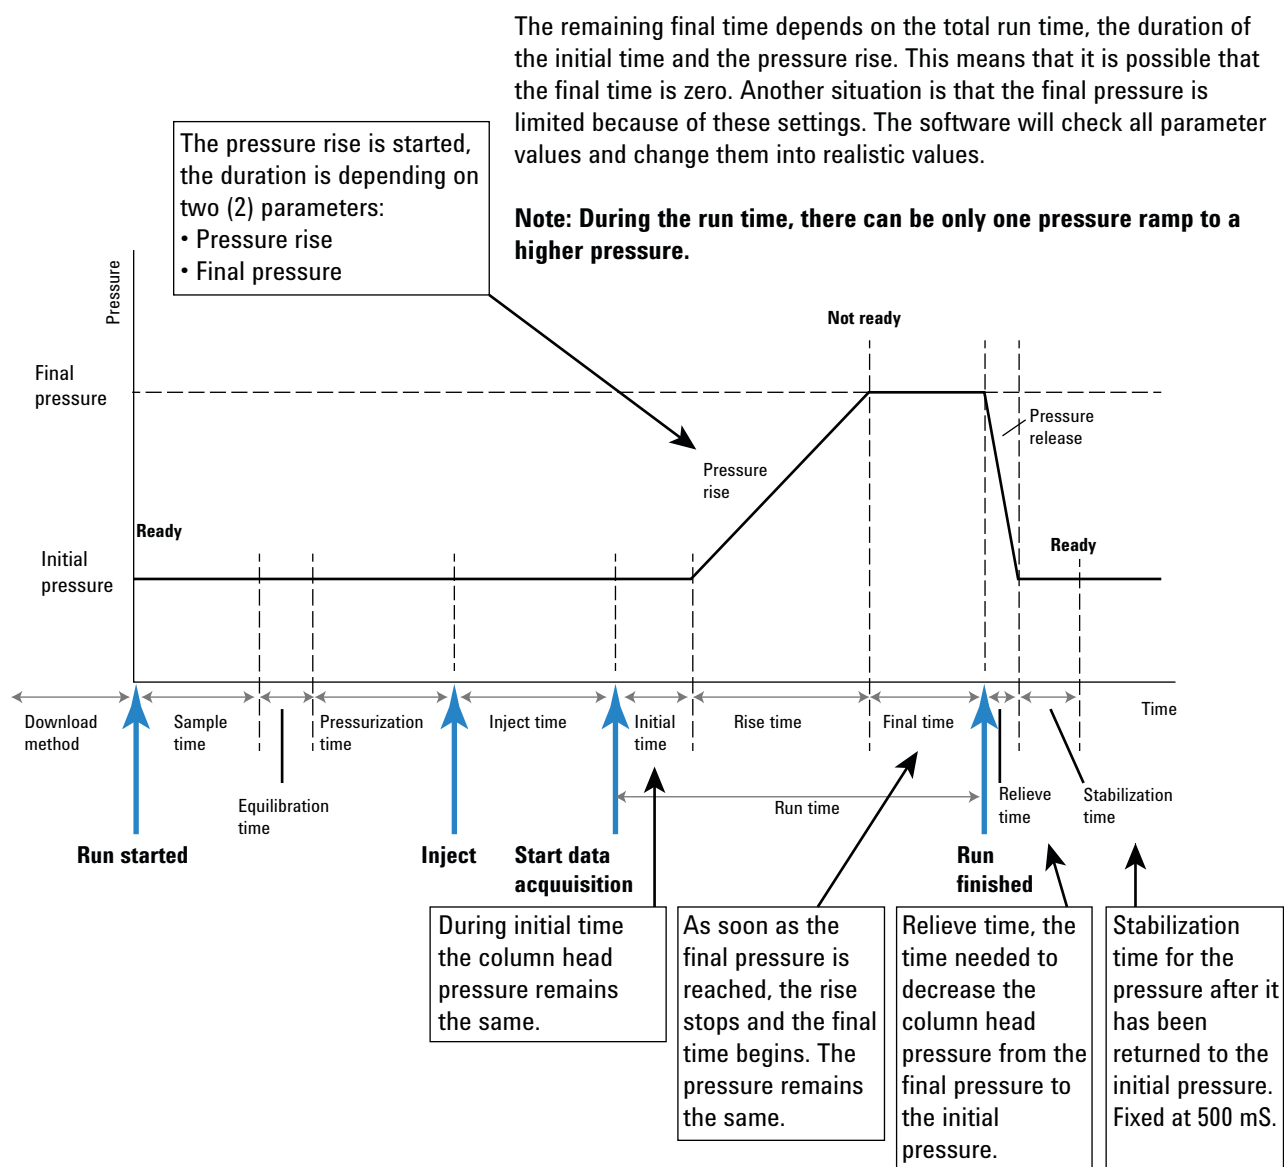 The remaining final time depends on the total run time, the duration of
the initial time and the pressure rise. This means that it is possible that
the final time is zero. Another situation is that the final pressure is
limited because of these settings. The software will check all parameter
values and change them into realistic values.
Note: During the run time, there can be only one pressure ramp to a
higher pressure.
The pressure rise is started,
the duration is depending on
two (2) parameters:
• Pressure rise
• Final pressure
Pressure
Not ready
Final
pressure
Pressure
release
Pressure
rise
Ready
Ready
Initial
pressure
Time
Download
method
Sample
time
Pressurization
time
Inject time
Initial
time
Rise time
Final time
Equilibration
time
Run time
Relieve
time
Stabilization
time
Run started
Inject
Start data
acquuisition
Run
finished
During initial time
the column head
pressure remains
the same.
As soon as the
final pressure is
reached, the rise
stops and the final
time begins. The
pressure remains
the same.
Relieve time, the
time needed to
decrease the
column head
pressure from the
final pressure to
the initial
pressure.
Stabilization
time for the
pressure after it
has been
returned to the
initial pressure.
Fixed at 500 mS.